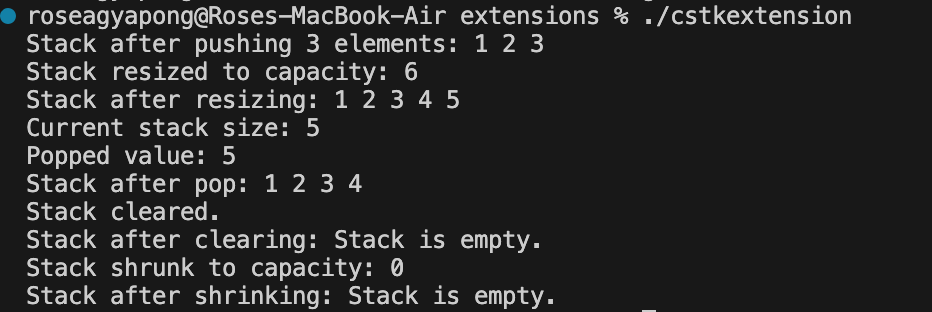 roseagyapong@Roses-MacBook-Air extensions % ./cstkextension
Stack after pushing 3 elements: 1 2 3
Stack resized to capacity: 6
Stack after resizing: 1 2 3 4 5
Current stack size: 5
Popped value: 5
Stack after pop: 1 2 3 4
Stack cleared.
Stack after clearing: Stack is empty.
Stack shrunk to capacity: 0
Stack after shrinking: Stack is empty.